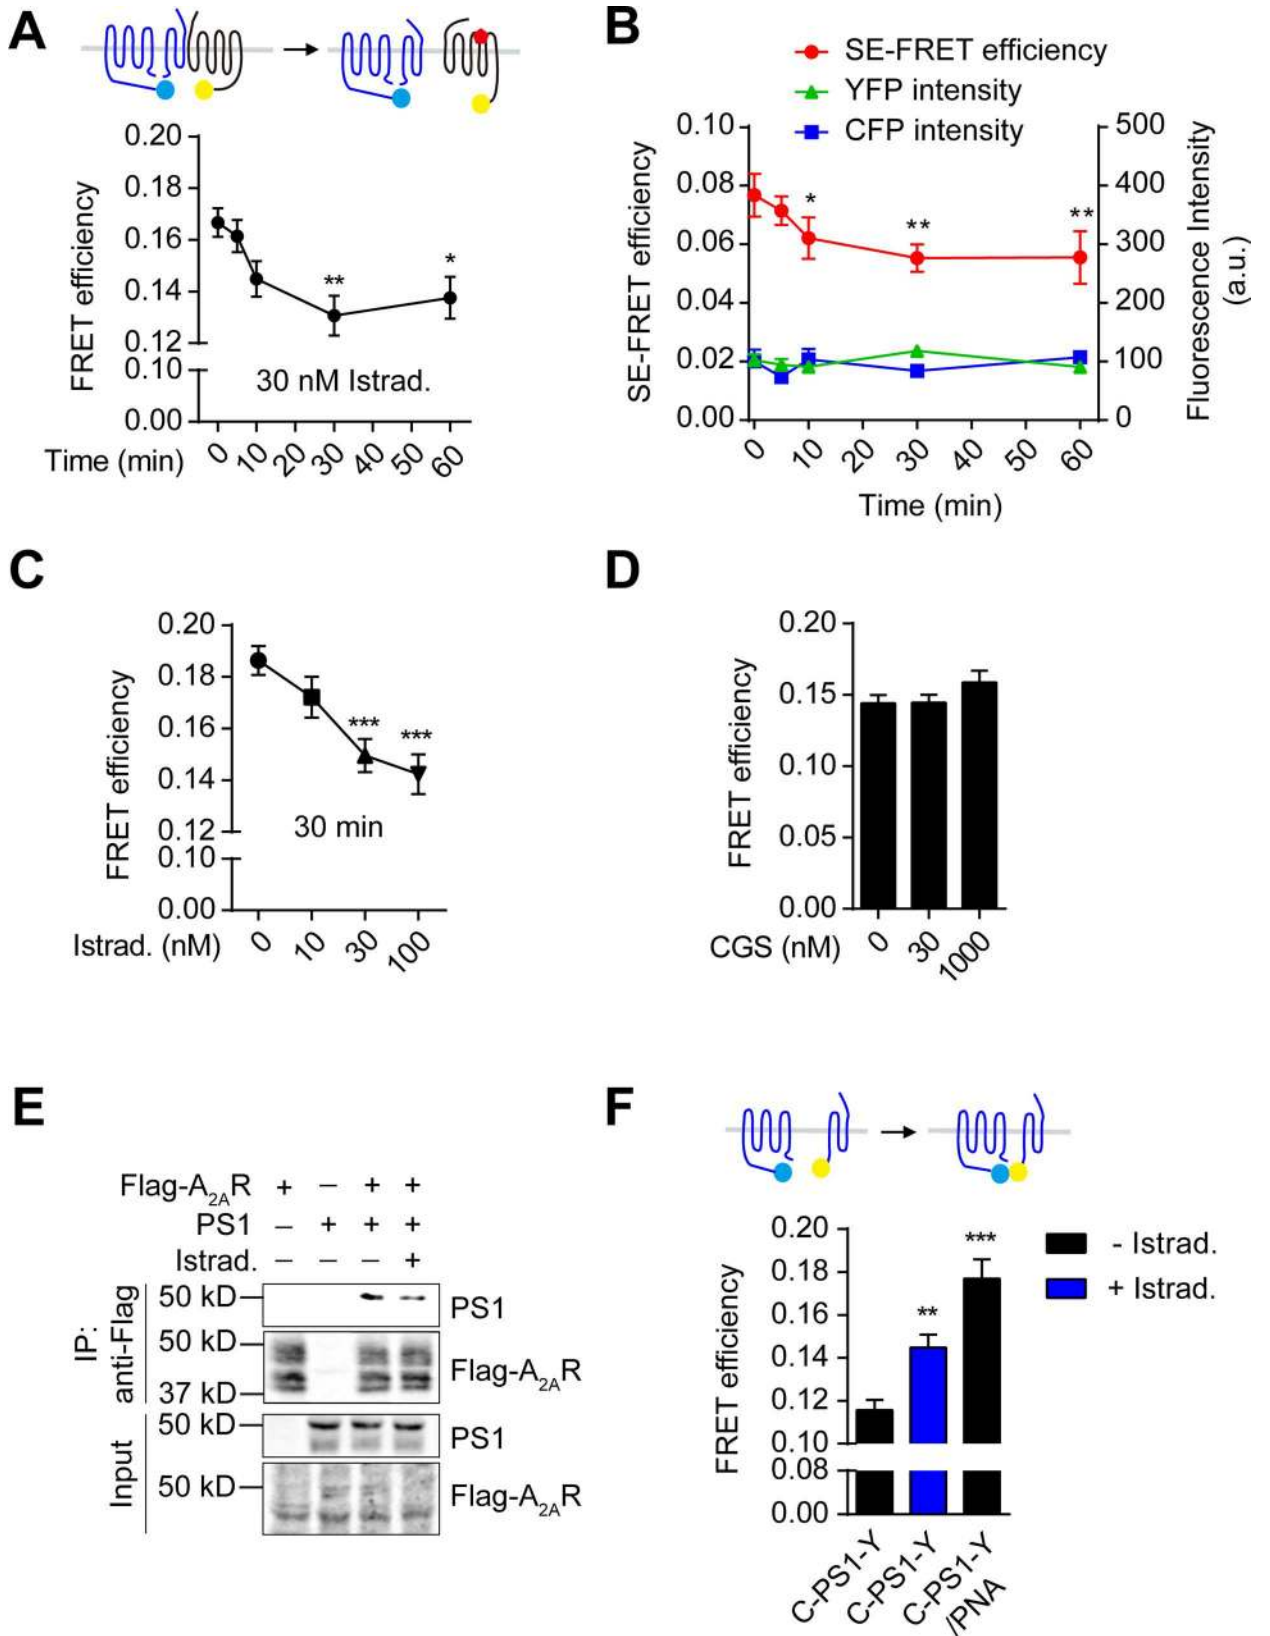 A
0.20
0.18
0.16
0.14
0.12
0.10
0.00
FRET efficiency
**
*
30 nM Istrad.
Time (min)
0 10 20 30 40 50 60
B
SE-FRET efficiency
YFP intensity
CFP intensity
0.10
0.08
0.06
0.04
0.02
0.00
SE-FRET efficiency
*
**
**
500
400
300
200
100
0
Fluorescence Intensity
(a.u.)
0 10 20 30 40 50 60
Time (min)
C
0.20
0.18
0.16
0.14
0.12
0.10
0.00
FRET efficiency
***
***
30 min
Istrad. (nM)
0 10 30 100
D
0.20
0.15
0.10
0.05
0.00
FRET efficiency
CGS (nM)
0 30 1000
E
Flag-A2AR + – + +
PS1 – + + +
Istrad. – – – +
IP:
anti-Flag
50 kD PS1
50 kD
Flag-A2AR
37 kD
Input
50 kD PS1
50 kD Flag-A2AR
F
0.20
0.18
0.16
0.14
0.12
0.10
0.08
0.00
FRET efficiency
**
***
- Istrad.
+ Istrad.
C-PS1-Y
C-PS1-Y
C-PS1-Y
/PNA